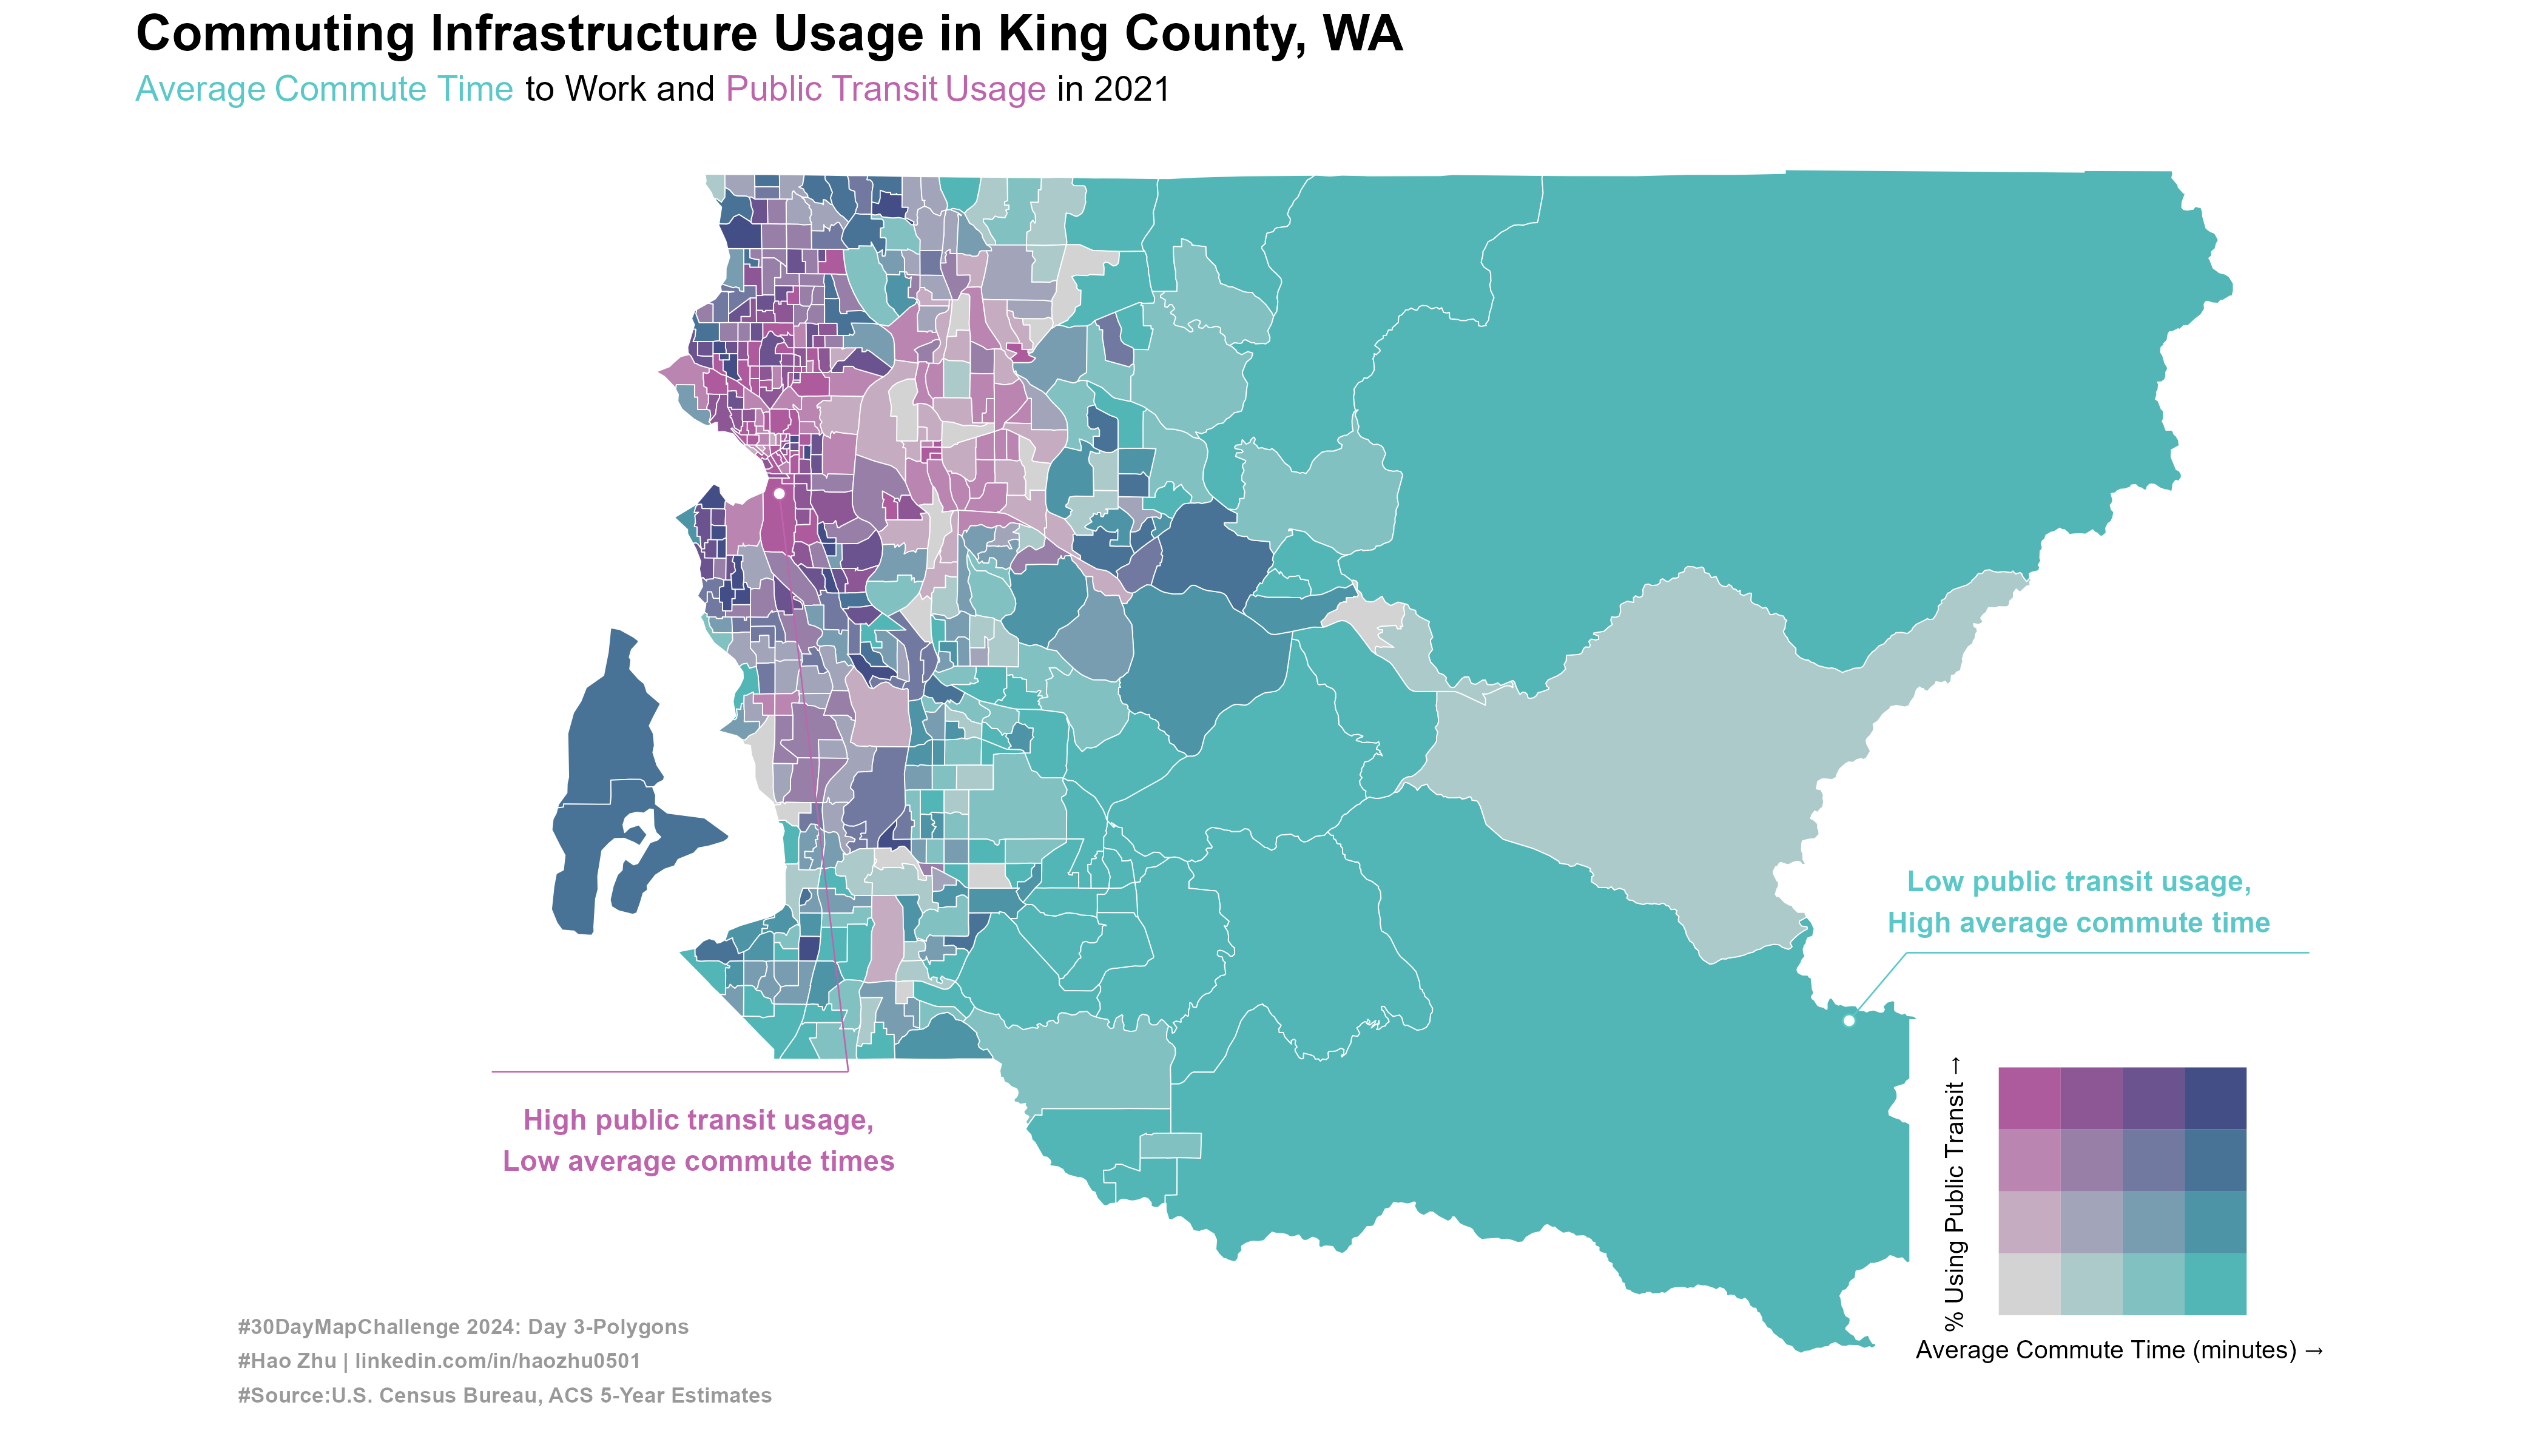 Commuting Infrastructure Usage in King County, WA
Average Commute Time to Work and Public Transit Usage in 2021
Low public transit usage,
High average commute time
% Using Public Transit →
Average Commute Time (minutes) →
High public transit usage,
Low average commute times
#30DayMapChallenge 2024: Day 3-Polygons
#Hao Zhu | linkedin.com/in/haozhu0501
#Source:U.S. Census Bureau, ACS 5-Year Estimates